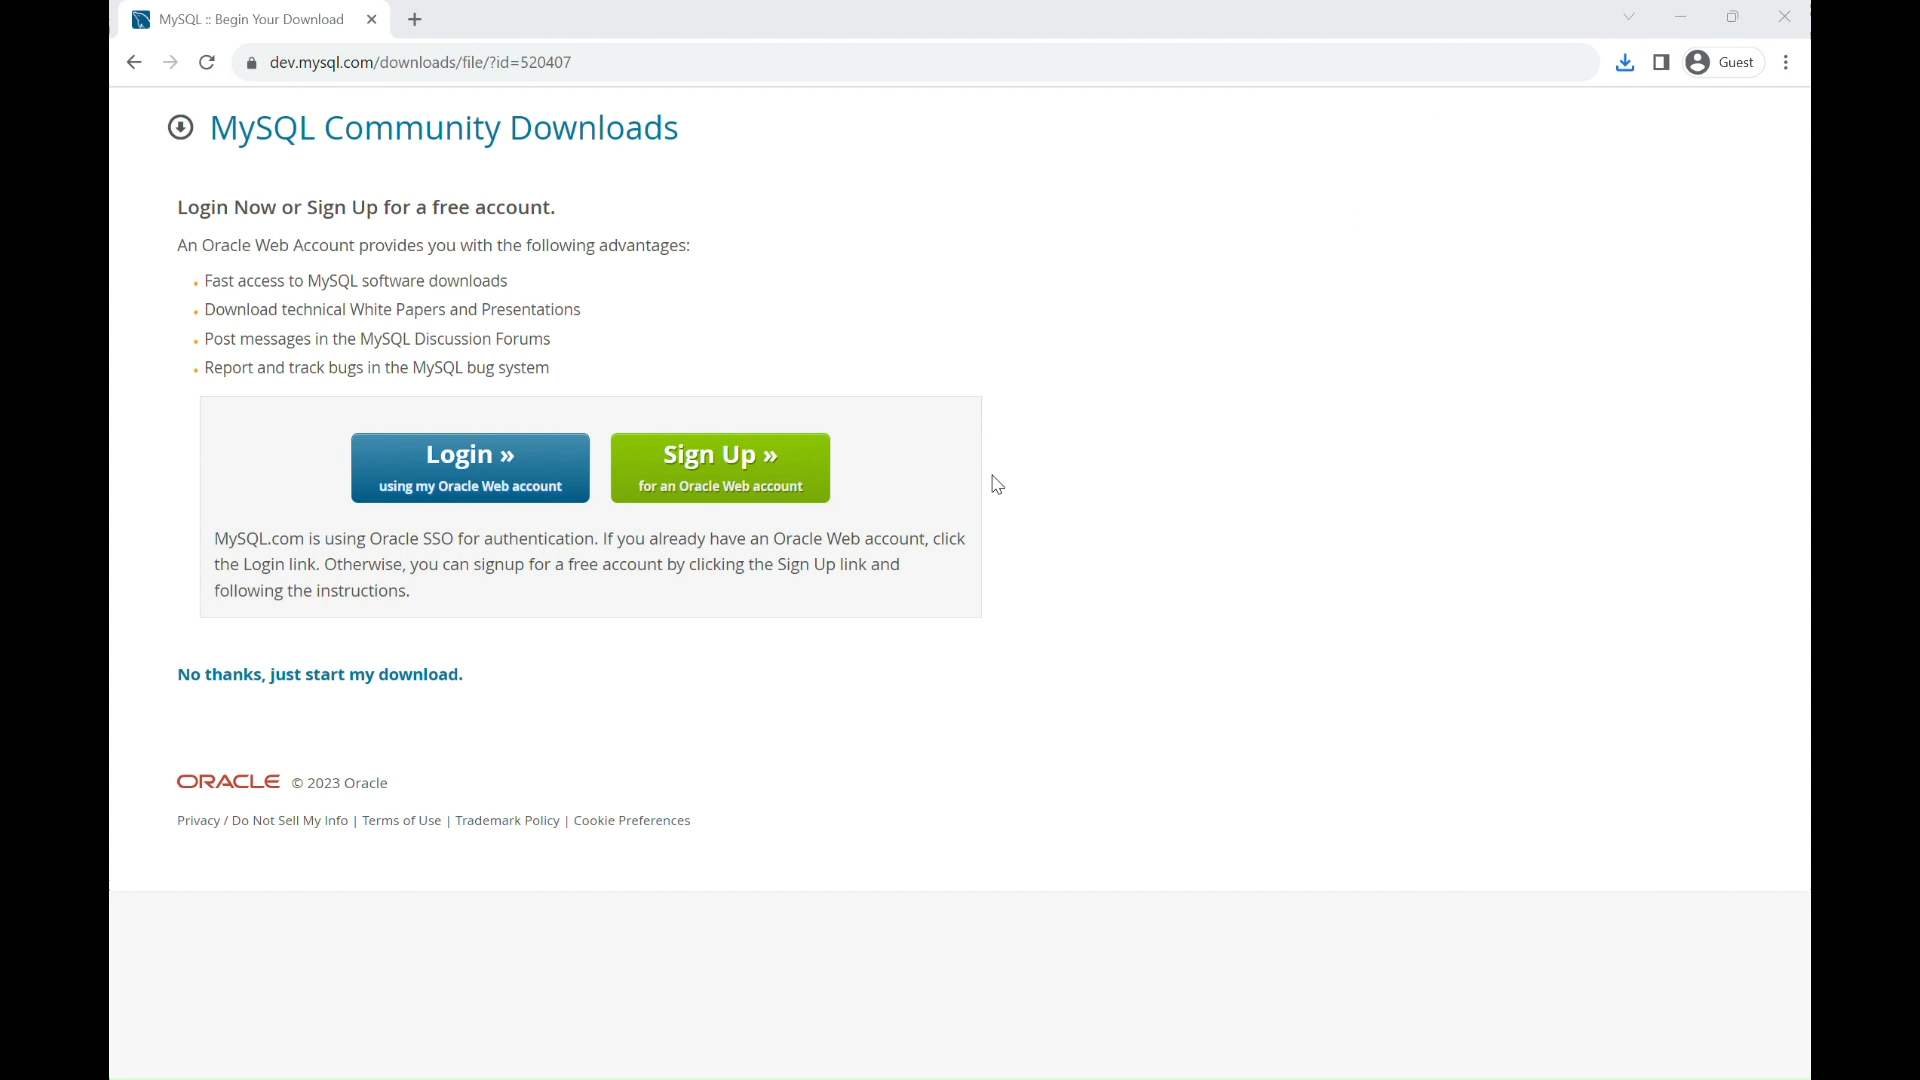 MySQL :: Begin Your Download
dev.mysql.com/downloads/file/?id=520407
Guest
MySQL Community Downloads
Login Now or Sign Up for a free account.
An Oracle Web Account provides you with the following advantages:
Fast access to MySQL software downloads
Download technical White Papers and Presentations
Post messages in the MySQL Discussion Forums
Report and track bugs in the MySQL bug system
Login »
using my Oracle Web account
Sign Up »
for an Oracle Web account
MySQL.com is using Oracle SSO for authentication. If you already have an Oracle Web account, click
the Login link. Otherwise, you can signup for a free account by clicking the Sign Up link and
following the instructions.
No thanks, just start my download.
ORACLE © 2023 Oracle
Privacy / Do Not Sell My Info | Terms of Use | Trademark Policy | Cookie Preferences